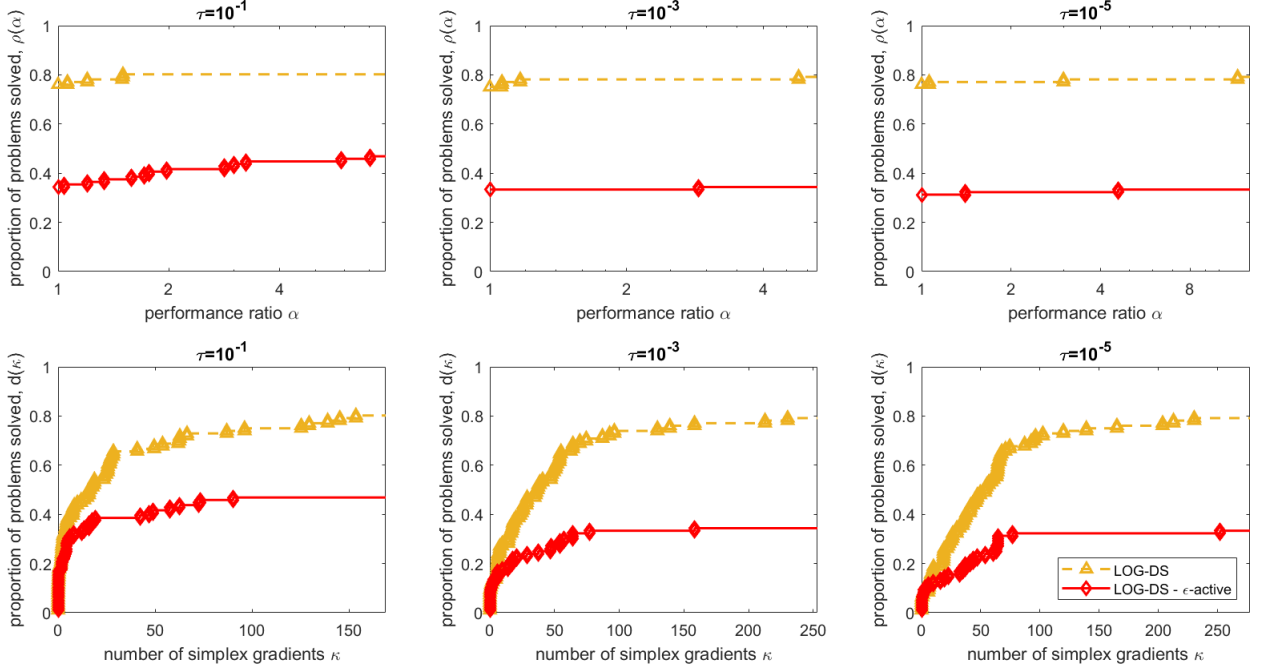 τ=10⁻¹
proportion of problems solved, ρ(α)
1
0.8
0.6
0.4
0.2
0
1 2 4
performance ratio α
τ=10⁻³
proportion of problems solved, ρ(α)
1
0.8
0.6
0.4
0.2
0
1 2 4
performance ratio α
τ=10⁻⁵
proportion of problems solved, ρ(α)
1
0.8
0.6
0.4
0.2
0
1 2 4 8
performance ratio α
τ=10⁻¹
proportion of problems solved, d(κ)
1
0.8
0.6
0.4
0.2
0
0 50 100 150
number of simplex gradients κ
τ=10⁻³
proportion of problems solved, d(κ)
1
0.8
0.6
0.4
0.2
0
0 50 100 150 200 250
number of simplex gradients κ
τ=10⁻⁵
proportion of problems solved, d(κ)
1
0.8
0.6
0.4
0.2
0
0 50 100 150 200 250
number of simplex gradients κ
LOG-DS
LOG-DS - ϵ-active